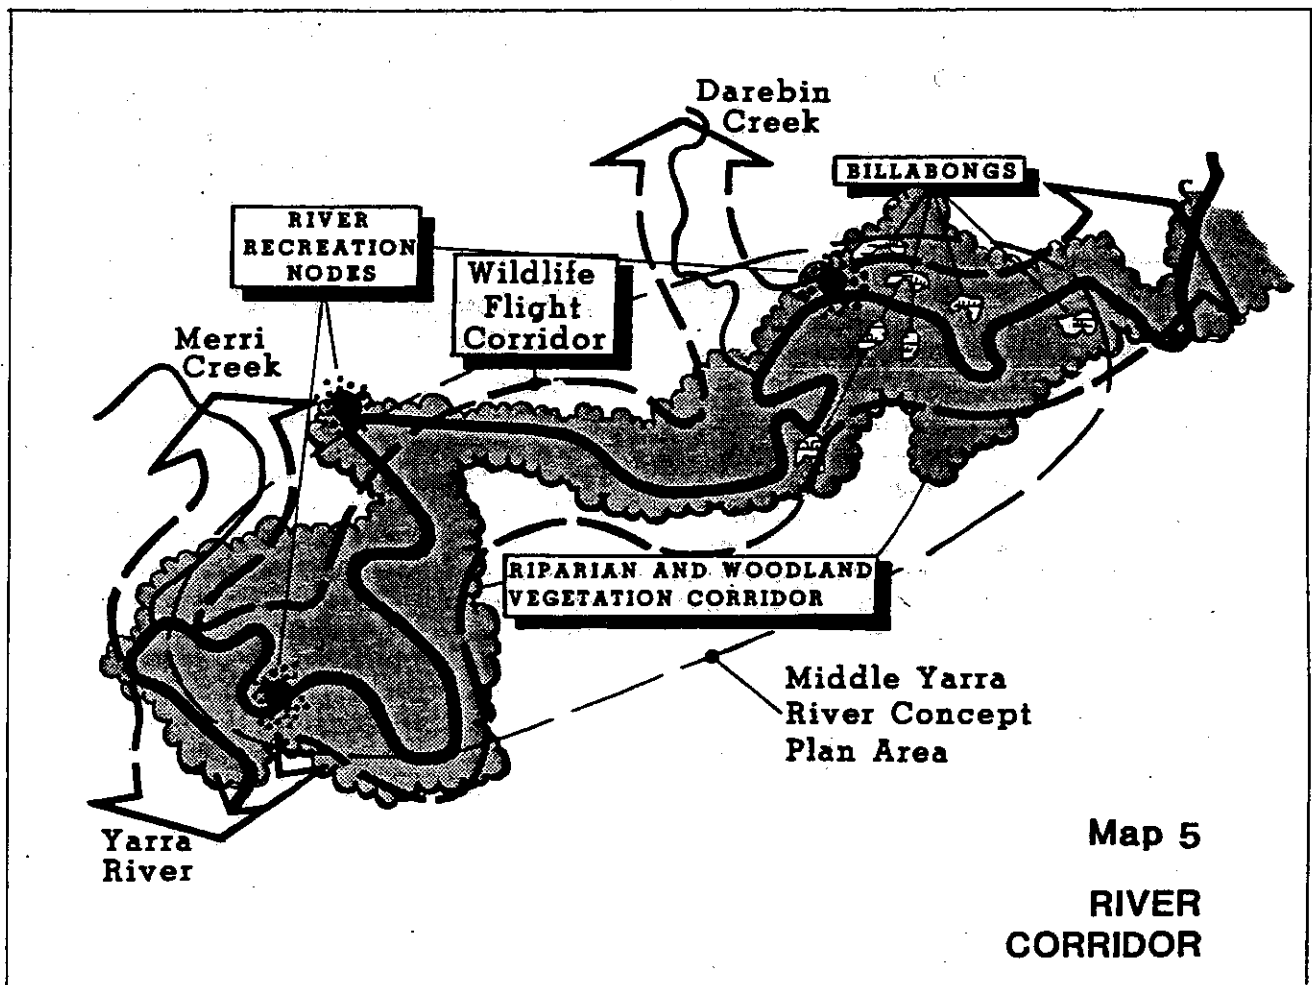 Darebin
Creek
BILLABONGS
RIVER
RECREATION
NODES
Wildlife
Flight
Corridor
Merri
Creek
RIPARIAN AND WOODLAND
VEGETATION CORRIDOR
Middle Yarra
River Concept
Plan Area
Yarra
River
Map 5
RIVER
CORRIDOR